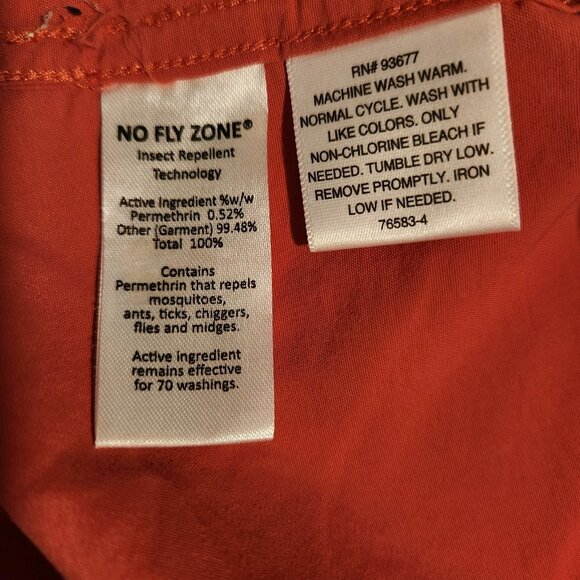 NO FLY ZONE®
Insect Repellent
Technology
Active Ingredient %w/w
Permethrin 0.52%
Other (Garment) 99.48%
Total 100%
Contains
Permethrin that repels
mosquitoes,
ants, ticks, chiggers,
flies and midges.
Active ingredient
remains effective
for 70 washings.
RN# 93677
MACHINE WASH WARM.
NORMAL CYCLE. WASH WITH
LIKE COLORS. ONLY
NON-CHLORINE BLEACH IF
NEEDED. TUMBLE DRY LOW.
REMOVE PROMPTLY. IRON
LOW IF NEEDED.
76583-4